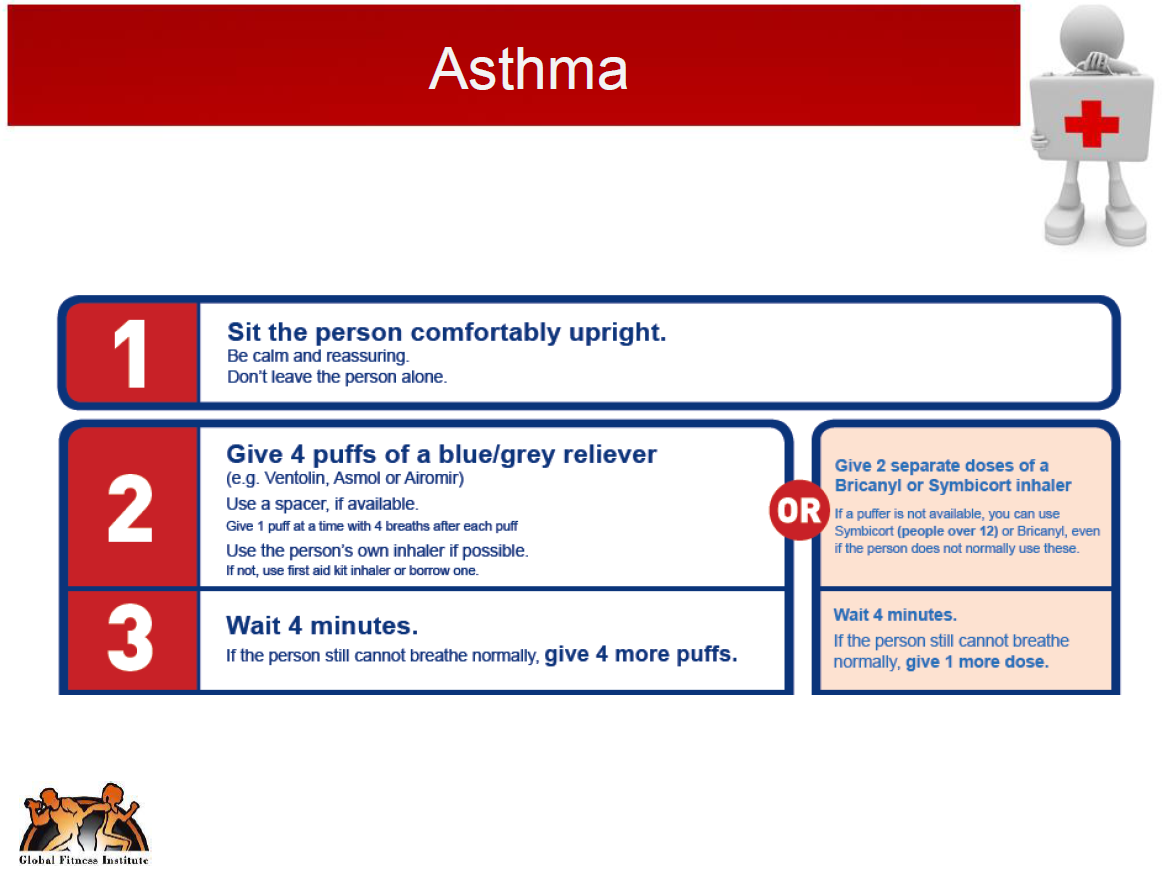 Asthma
1
Sit the person comfortably upright.
Be calm and reassuring.
Don't leave the person alone.
2
Give 4 puffs of a blue/grey reliever
(e.g. Ventolin, Asmol or Airomir)
Use a spacer, if available.
Give 1 puff at a time with 4 breaths after each puff
Use the person's own inhaler if possible.
If not, use first aid kit inhaler or borrow one.
OR
Give 2 separate doses of a
Bricanyl or Symbicort inhaler
If a puffer is not available, you can use
Symbicort (people over 12) or Bricanyl, even
if the person does not normally use these.
3
Wait 4 minutes.
If the person still cannot breathe normally, give 4 more puffs.
Wait 4 minutes.
If the person still cannot breathe
normally, give 1 more dose.
Global Fitness Institute